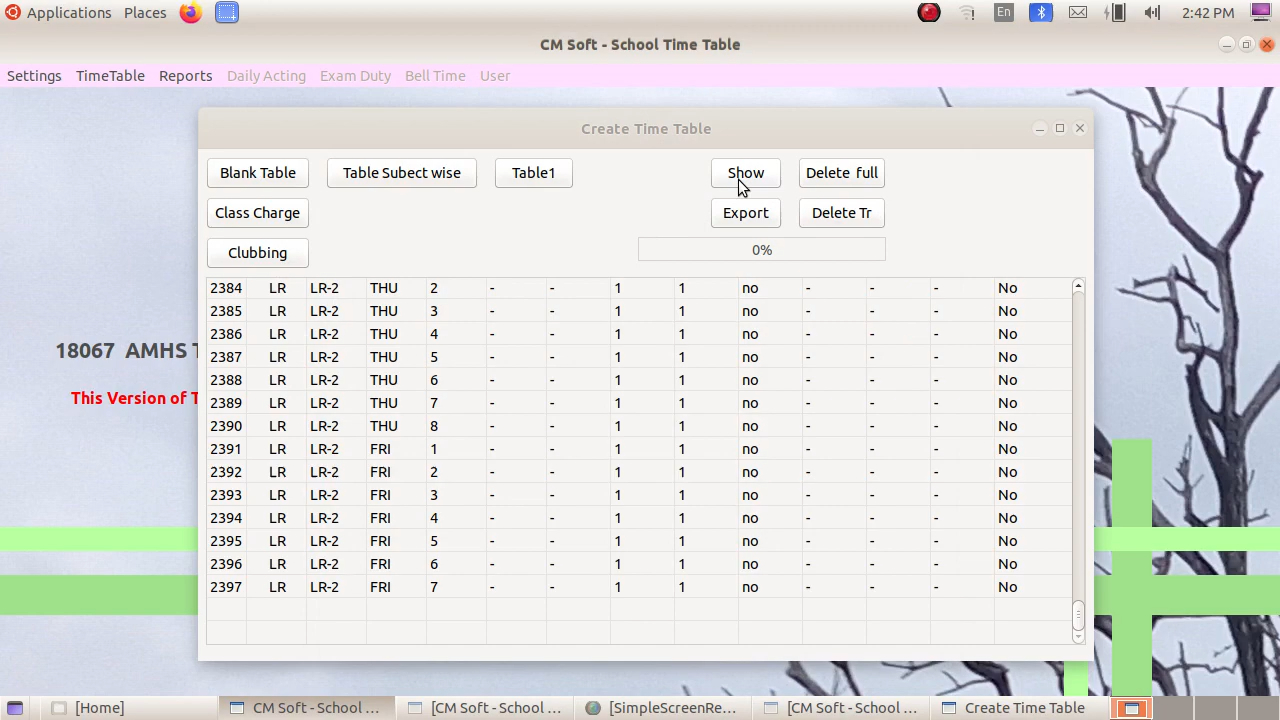 Applications Places En 2:42 PM
CM Soft - School Time Table
Settings TimeTable Reports Daily Acting Exam Duty Bell Time User
Create Time Table
Blank Table Table Subect wise Table1 Show Delete full
Class Charge Export Delete Tr
Clubbing 0%
2384 LR LR-2 THU 2 - - 1 1 no - - - No
2385 LR LR-2 THU 3 - - 1 1 no - - - No
2386 LR LR-2 THU 4 - - 1 1 no - - - No
2387 LR LR-2 THU 5 - - 1 1 no - - - No
2388 LR LR-2 THU 6 - - 1 1 no - - - No
2389 LR LR-2 THU 7 - - 1 1 no - - - No
2390 LR LR-2 THU 8 - - 1 1 no - - - No
2391 LR LR-2 FRI 1 - - 1 1 no - - - No
2392 LR LR-2 FRI 2 - - 1 1 no - - - No
2393 LR LR-2 FRI 3 - - 1 1 no - - - No
2394 LR LR-2 FRI 4 - - 1 1 no - - - No
2395 LR LR-2 FRI 5 - - 1 1 no - - - No
2396 LR LR-2 FRI 6 - - 1 1 no - - - No
2397 LR LR-2 FRI 7 - - 1 1 no - - - No
18067 AMHS T
This Version of T
[Home] CM Soft - School ... [CM Soft - School ... [SimpleScreenRe... [CM Soft - School ... Create Time Table